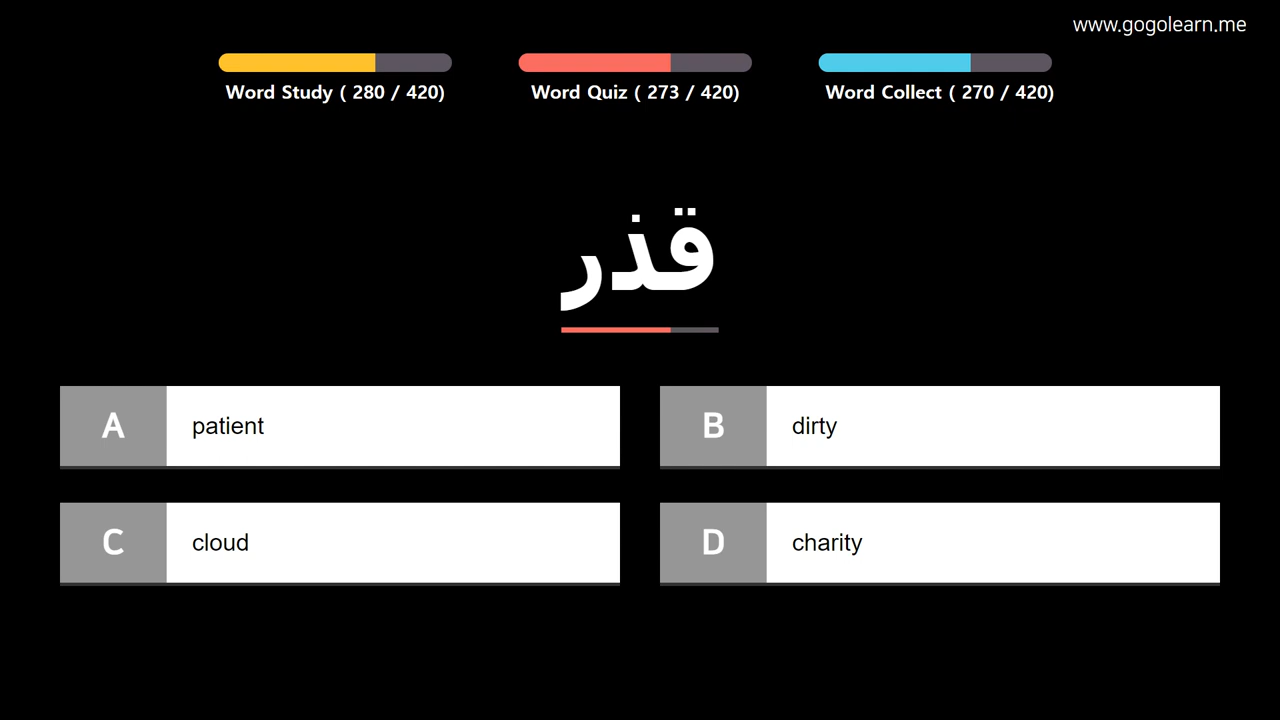 www.gogolearn.me
Word Study ( 280 / 420)
Word Quiz ( 273 / 420)
Word Collect ( 270 / 420)
قذر
A patient
B dirty
C cloud
D charity